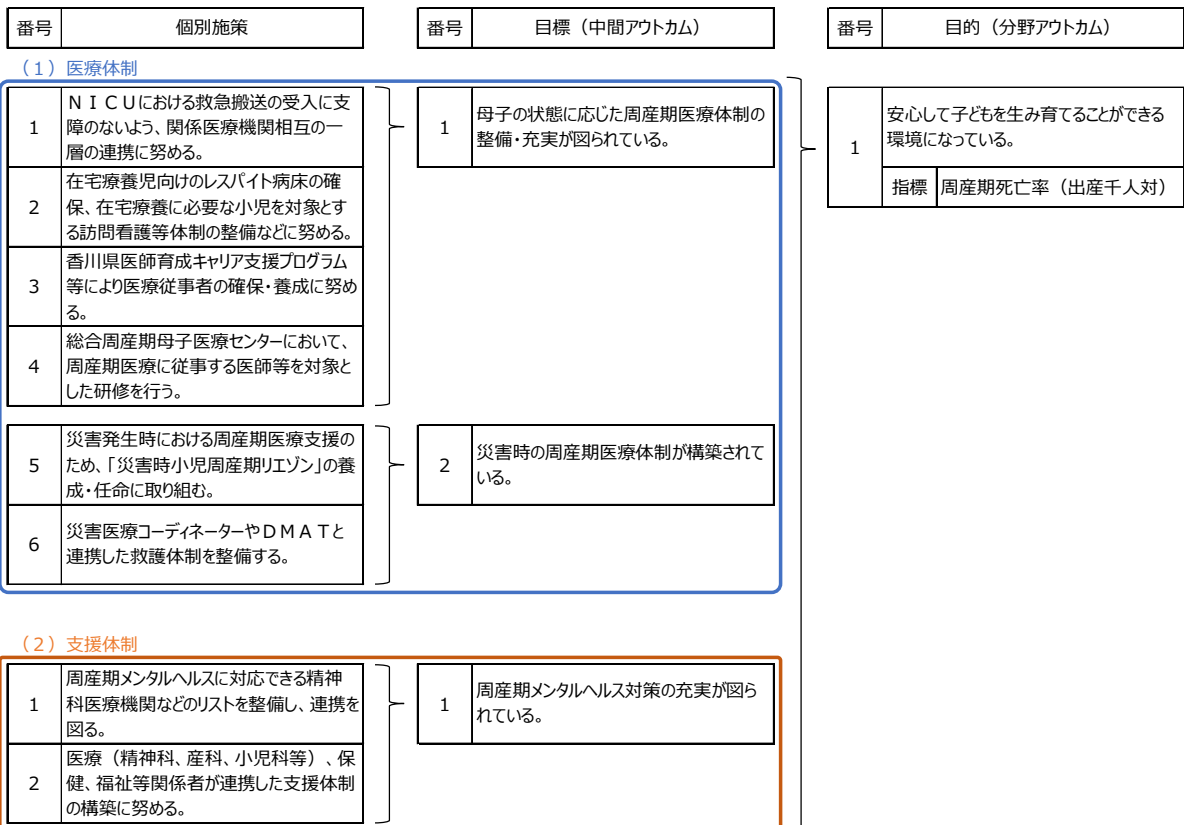 番号 個別施策 番号 目標（中間アウトカム） 番号 目的（分野アウトカム）
（１）医療体制
1
ＮＩＣＵにおける救急搬送の受入に支
障のないよう、関係医療機関相互の一
層の連携に努める。
2
在宅療養児向けのレスパイト病床の確
保、在宅療養に必要な小児を対象とす
る訪問看護等体制の整備などに努める。
3
香川県医師育成キャリア支援プログラム
等により医療従事者の確保・養成に努め
る。
4
総合周産期母子医療センターにおいて、
周産期医療に従事する医師等を対象と
した研修を行う。
1
母子の状態に応じた周産期医療体制の
整備・充実が図られている。
1
安心して子どもを生み育てることができる
環境になっている。
指標 周産期死亡率（出産千人対）
5
災害発生時における周産期医療支援の
ため、「災害時小児周産期リエゾン」の養
成・任命に取り組む。
6
災害医療コーディネーターやＤＭＡＴと
連携した救護体制を整備する。
2
災害時の周産期医療体制が構築されて
いる。
（２）支援体制
1
周産期メンタルヘルスに対応できる精神
科医療機関などのリストを整備し、連携を
図る。
2
医療（精神科、産科、小児科等）、保
健、福祉等関係者が連携した支援体制
の構築に努める。
1
周産期メンタルヘルス対策の充実が図ら
れている。